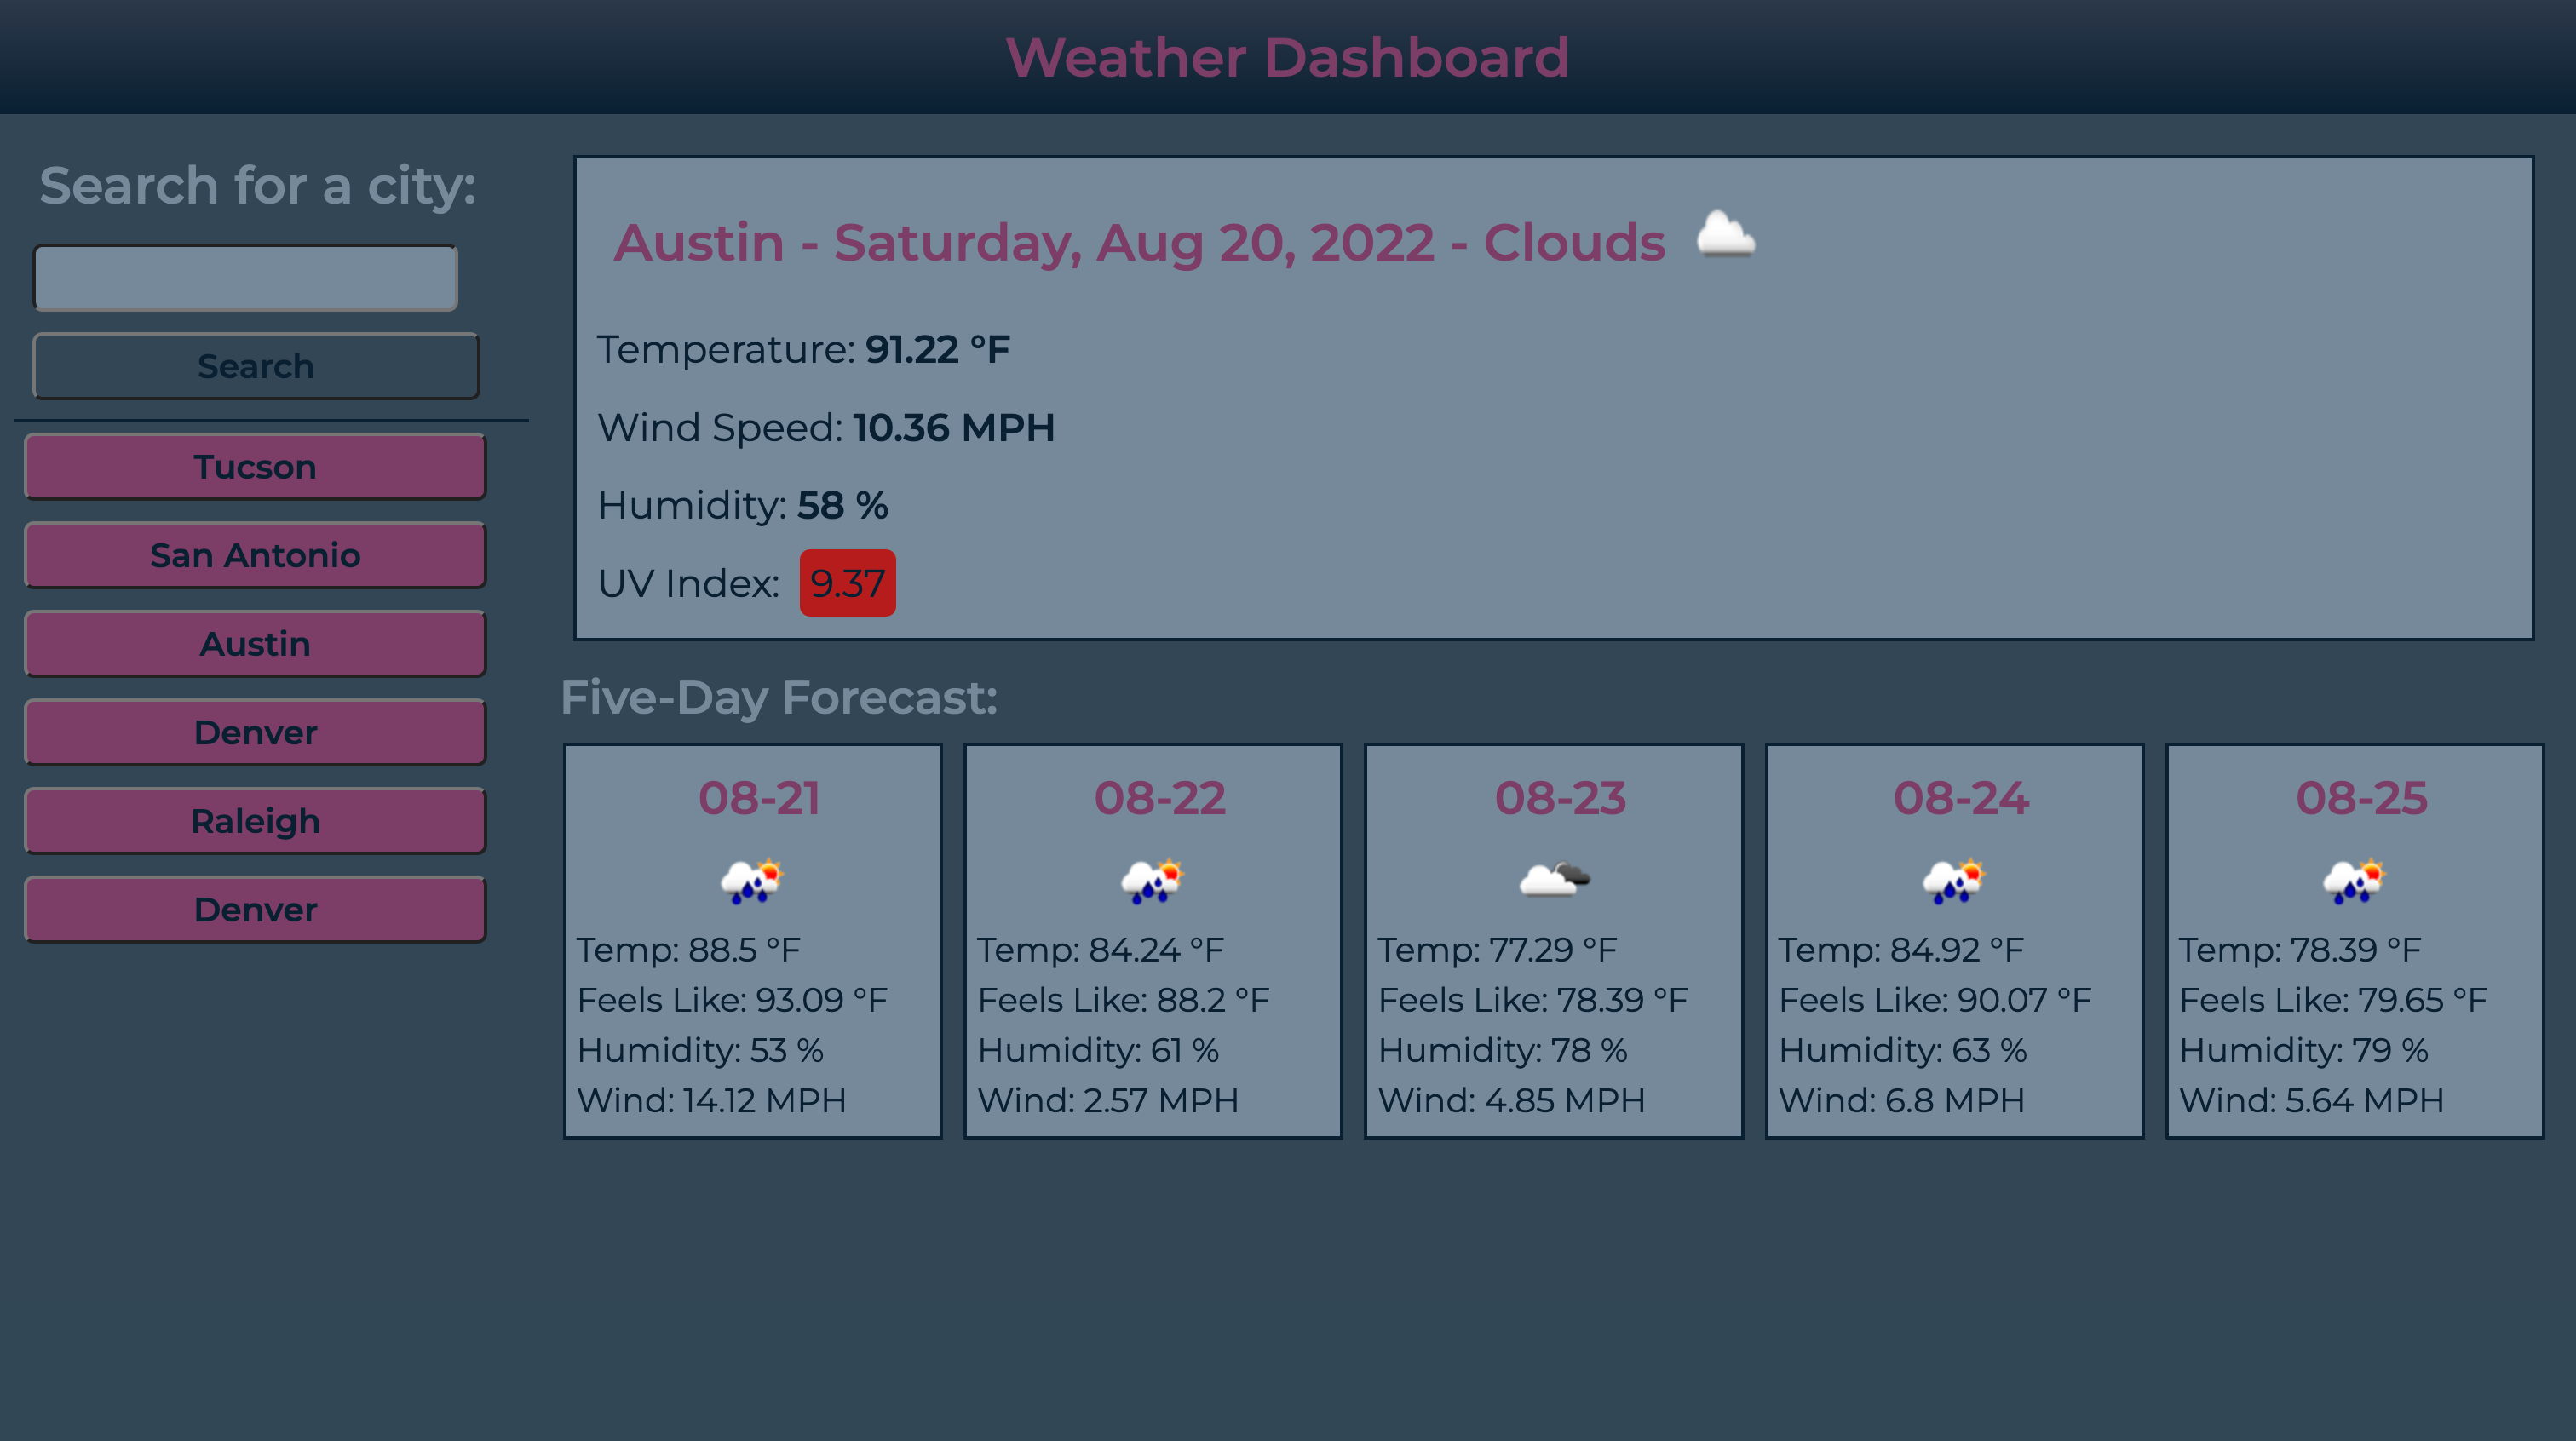 Weather Dashboard
Search for a city:
Search
Tucson
San Antonio
Austin
Denver
Raleigh
Denver
Austin - Saturday, Aug 20, 2022 - Clouds
Temperature: 91.22 °F
Wind Speed: 10.36 MPH
Humidity: 58 %
UV Index: 9.37
Five-Day Forecast:
08-21
Temp: 88.5 °F
Feels Like: 93.09 °F
Humidity: 53 %
Wind: 14.12 MPH
08-22
Temp: 84.24 °F
Feels Like: 88.2 °F
Humidity: 61 %
Wind: 2.57 MPH
08-23
Temp: 77.29 °F
Feels Like: 78.39 °F
Humidity: 78 %
Wind: 4.85 MPH
08-24
Temp: 84.92 °F
Feels Like: 90.07 °F
Humidity: 63 %
Wind: 6.8 MPH
08-25
Temp: 78.39 °F
Feels Like: 79.65 °F
Humidity: 79 %
Wind: 5.64 MPH